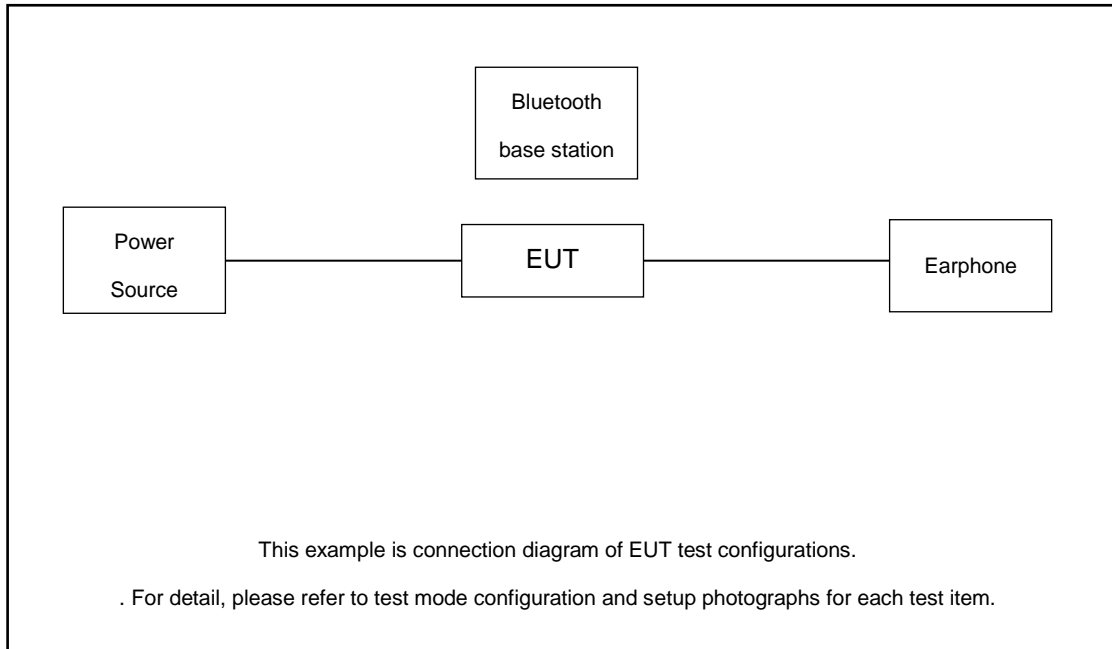 Bluetooth
base station
Power
Source
EUT
Earphone
This example is connection diagram of EUT test configurations.
. For detail, please refer to test mode configuration and setup photographs for each test item.